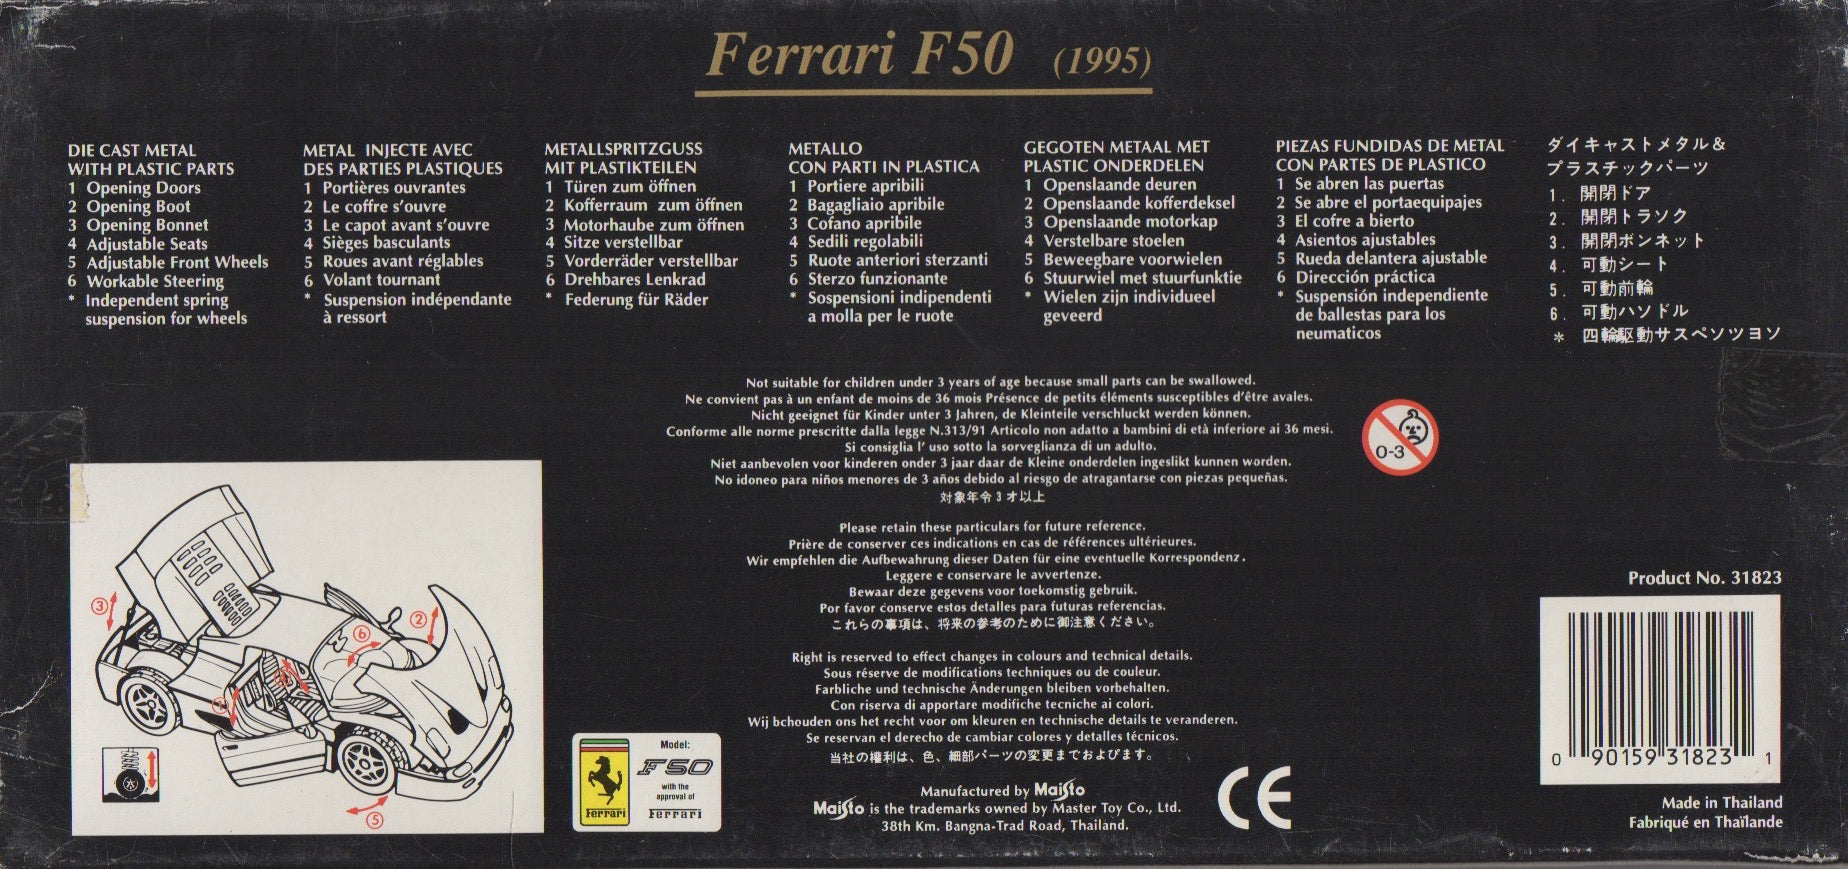 Ferrari F50 (1995)
DIE CAST METAL
WITH PLASTIC PARTS
1 Opening Doors
2 Opening Boot
3 Opening Bonnet
4 Adjustable Seats
5 Adjustable Front Wheels
6 Workable Steering
* Independent spring
suspension for wheels
METAL INJECTE AVEC
DES PARTIES PLASTIQUES
1 Portières ouvrantes
2 Le coffre s'ouvre
3 Le capot avant s'ouvre
4 Sièges basculants
5 Roues avant réglables
6 Volant tournant
* Suspension indépendante
à ressort
METALLSPRITZGUSS
MIT PLASTIKTEILEN
1 Türen zum öffnen
2 Kofferraum zum öffnen
3 Motorhaube zum öffnen
4 Sitze verstellbar
5 Vorderräder verstellbar
6 Drehbares Lenkrad
* Federung für Räder
METALLO
CON PARTI IN PLASTICA
1 Portiere apribili
2 Bagagliaio apribile
3 Cofano apribile
4 Sedili regolabili
5 Ruote anteriori sterzanti
6 Sterzo funzionante
* Sospensioni indipendenti
a molla per le ruote
GEGOTEN METAAL MET
PLASTIC ONDERDELEN
1 Openslaande deuren
2 Openslaande kofferdeksel
3 Openslaande motorkap
4 Verstelbare stoelen
5 Beweegbare voorwielen
6 Stuurwiel met stuurfunktie
* Wielen zijn individueel
geveerd
PIEZAS FUNDIDAS DE METAL
CON PARTES DE PLASTICO
1 Se abren las puertas
2 Se abre el portaequipajes
3 El cofre a bierto
4 Asientos ajustables
5 Rueda delantera ajustable
6 Dirección práctica
* Suspensión independiente
de ballestas para los
neumaticos
ダイキャストメタル&
プラスチックパーツ
1. 開閉ドア
2. 開閉トラソク
3. 開閉ボンネット
4. 可動シート
5. 可動前輪
6. 可動ハソドル
* 四輪駆動サスペソツヨソ
Not suitable for children under 3 years of age because small parts can be swallowed.
Ne convient pas à un enfant de moins de 36 mois Présence de petits éléments susceptibles d'être avales.
Nicht geeignet für Kinder unter 3 Jahren, de Kleinteile verschluckt werden können.
Conforme alle norme prescritte dalla legge N.313/91 Articolo non adatto a bambini di età inferiore ai 36 mesi.
Si consiglia l' uso sotto la sorveglianza di un adulto.
Niet aanbevolen voor kinderen onder 3 jaar daar de Kleine onderdelen ingeslikt kunnen worden.
No idoneo para niños menores de 3 años debido al riesgo de atragantarse con piezas pequeñas.
対象年令3才以上
0-3
Please retain these particulars for future reference.
Prière de conserver ces indications en cas de références ultérieures.
Wir empfehlen die Aufbewahrung dieser Daten für eine eventuelle Korrespondenz.
Leggere e conservare le avvertenze.
Bewaar deze gegevens voor toekomstig gebruik.
Por favor conserve estos detalles para futuras referencias.
これらの事項は、将来の参考のために御注意ください。
Right is reserved to effect changes in colours and technical details.
Sous réserve de modifications techniques ou de couleur.
Farbliche und technische Änderungen bleiben vorbehalten.
Con riserva di apportare modifiche tecniche ai colori.
Wij bchouden ons het recht voor om kleuren en technische details te veranderen.
Se reservan el derecho de cambiar colores y detalles técnicos.
当社の権利は、色、細部パーツの変更までおよびます。
Manufactured by Maisto
Maisto is the trademarks owned by Master Toy Co., Ltd.
38th Km. Bangna-Trad Road, Thailand.
3
2
6
4
1
5
Ferrari
Model:
F50
with the
approval of
Ferrari
CE
Product No. 31823
0 90159 31823 1
Made in Thailand
Fabriqué en Thaïlande